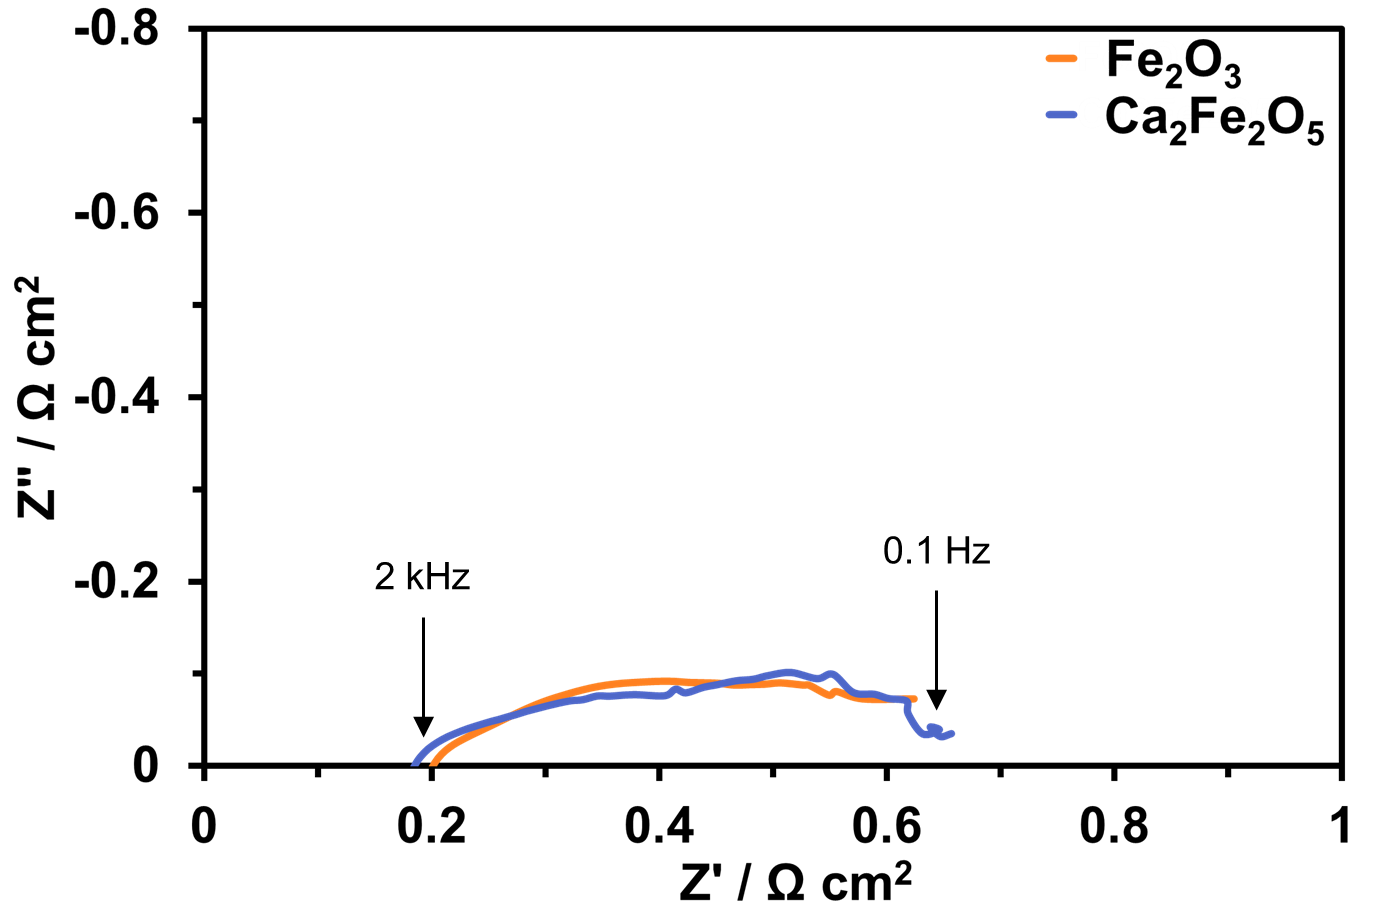 -0.8
-0.6
-0.4
-0.2
0
Z'' / Ω cm²
Fe₂O₃
Ca₂Fe₂O₅
2 kHz
0.1 Hz
0 0.2 0.4 0.6 0.8 1
Z' / Ω cm²